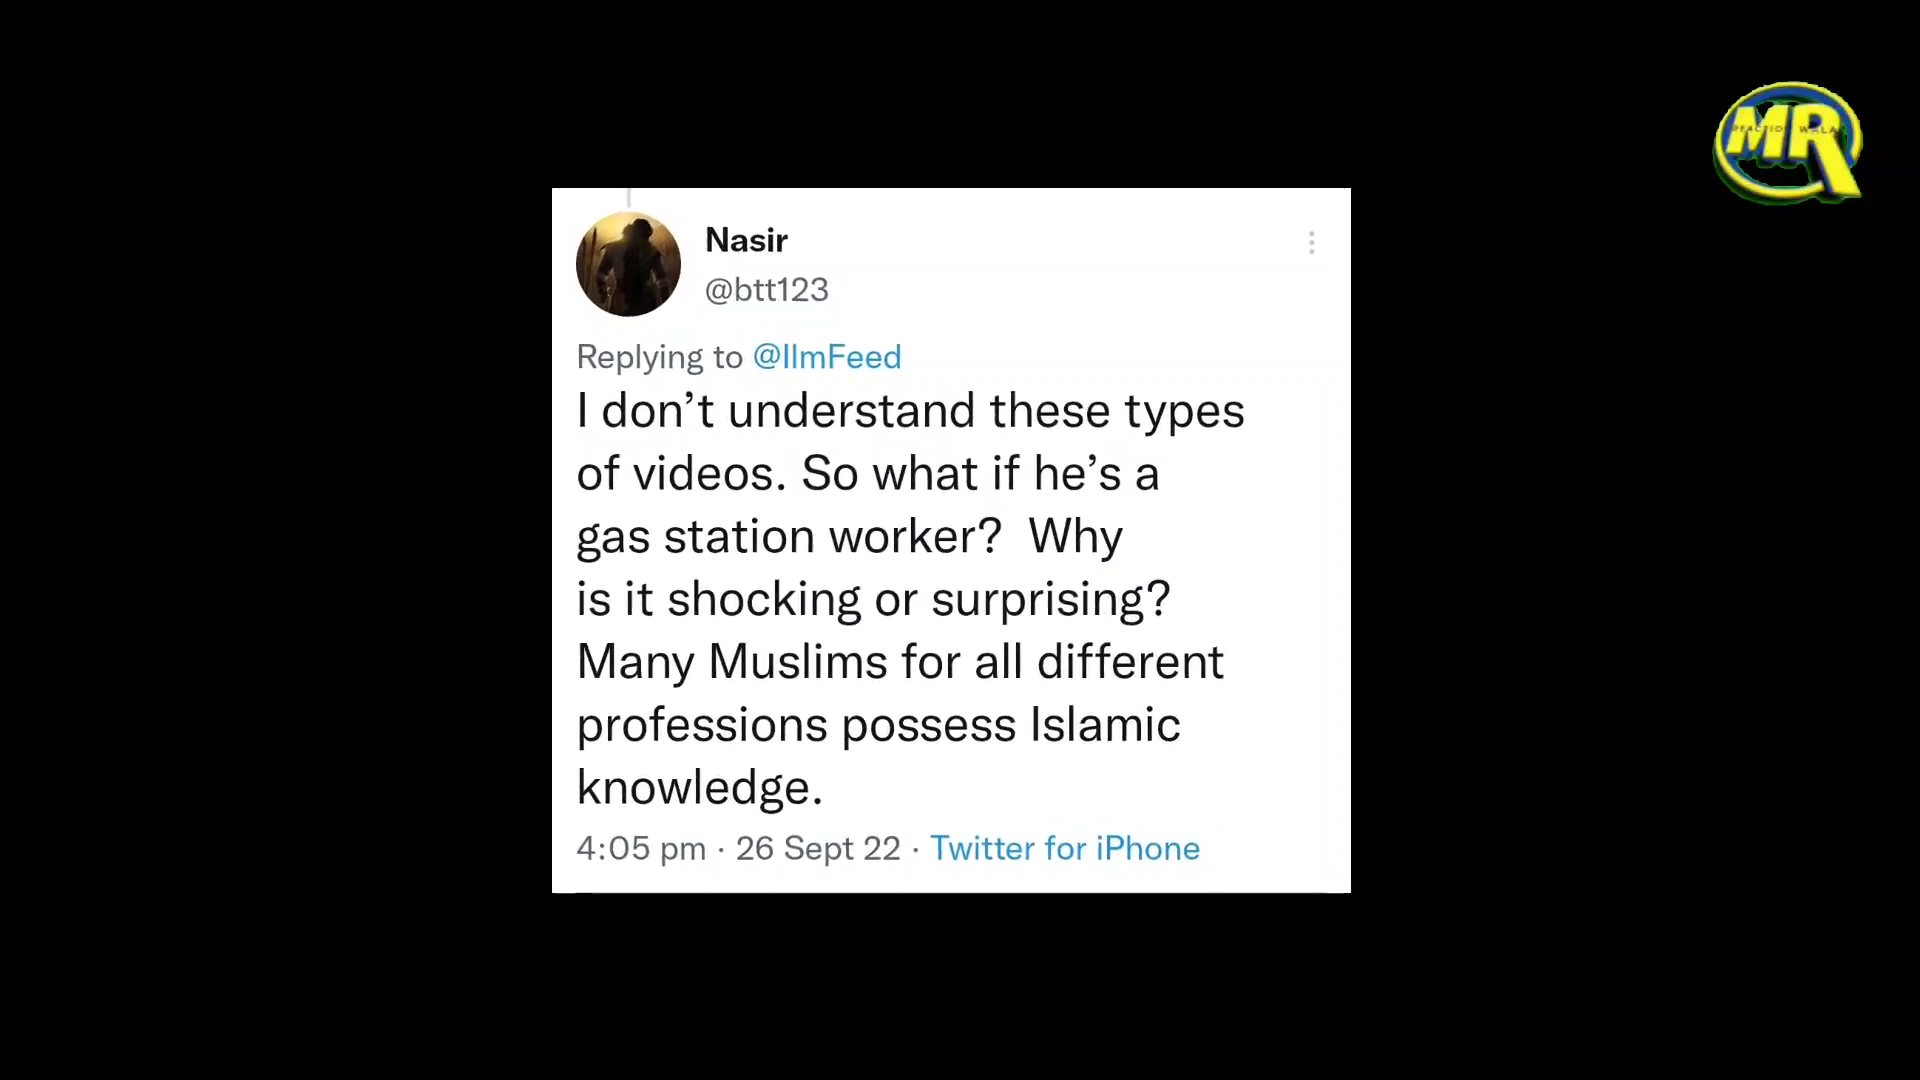 MR
REACTION WALA
Nasir
@btt123
Replying to @IlmFeed
I don’t understand these types
of videos. So what if he’s a
gas station worker?  Why
is it shocking or surprising?
Many Muslims for all different
professions possess Islamic
knowledge.
4:05 pm · 26 Sept 22 · Twitter for iPhone